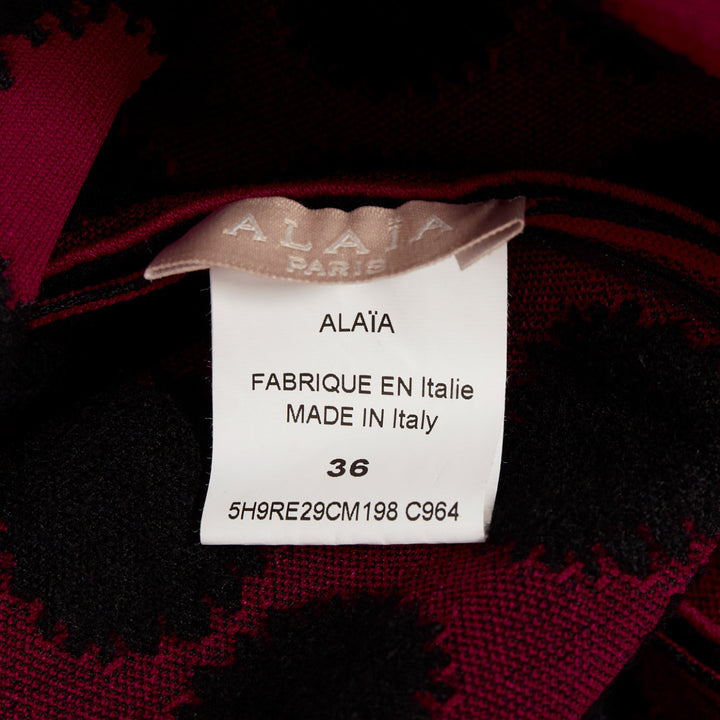 ALAÏA
PARIS
ALAÏA
FABRIQUE EN Italie
MADE IN Italy
36
5H9RE29CM198 C964